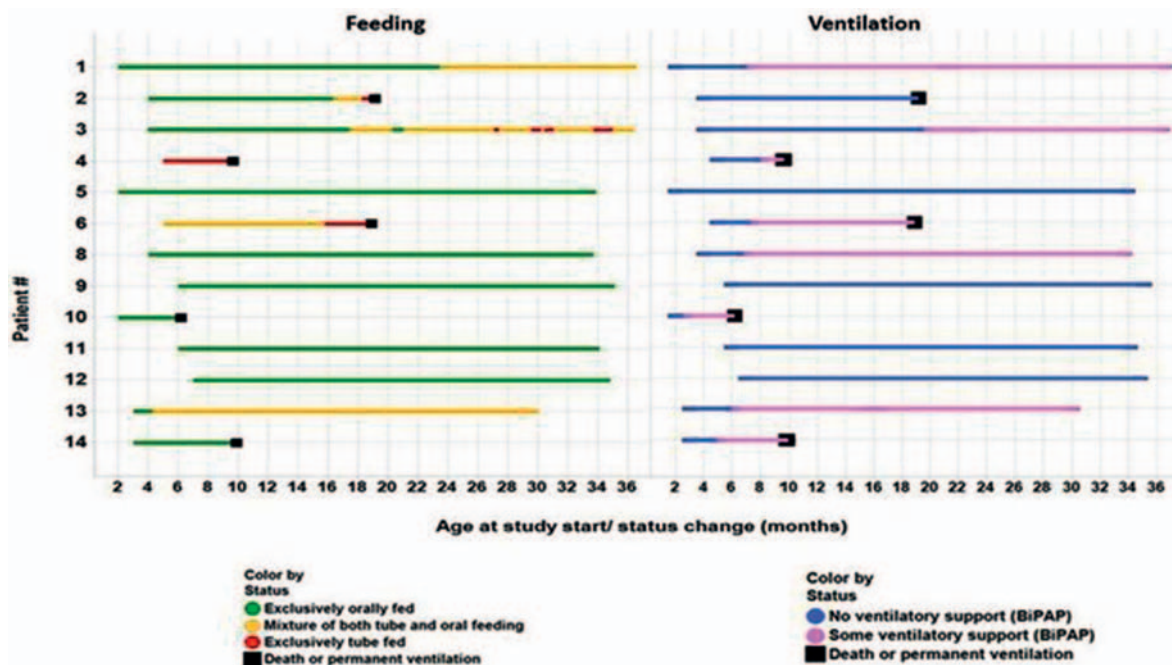 Feeding
Ventilation
Patient #
1
2
3
4
5
6
8
9
10
11
12
13
14
2 4 6 8 10 12 14 16 18 20 22 24 26 28 30 32 34 36
2 4 6 8 10 12 14 16 18 20 22 24 26 28 30 32 34 36
Age at study start/ status change (months)
Color by
Status
Exclusively orally fed
Mixture of both tube and oral feeding
Exclusively tube fed
Death or permanent ventilation
Color by
Status
No ventilatory support (BiPAP)
Some ventilatory support (BiPAP)
Death or permanent ventilation